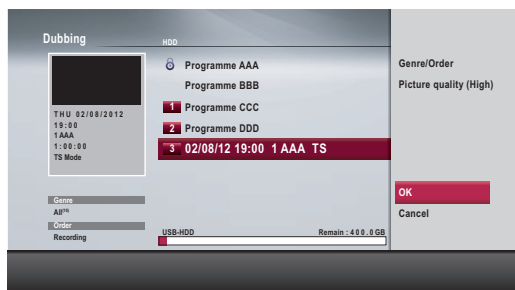 Dubbing
HDD
THU 02/08/2012
19:00
1 AAA
1:00:00
TS Mode
Genre
All
Order
Recording
Programme AAA
Programme BBB
1 Programme CCC
2 Programme DDD
3 02/08/12 19:00 1 AAA TS
USB-HDD Remain : 400.0GB
Genre/Order
Picture quality (High)
OK
Cancel